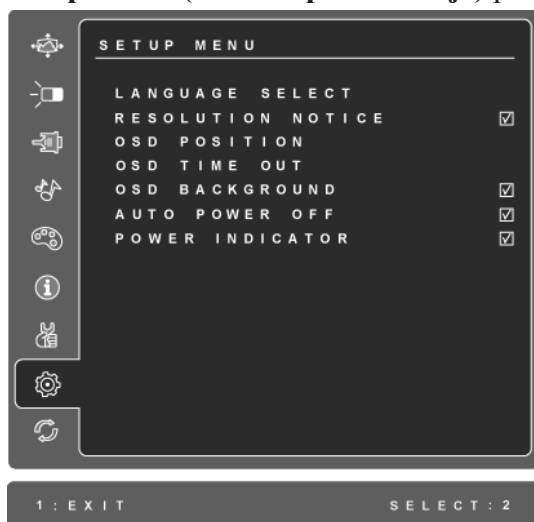 SETUP MENU
LANGUAGE SELECT
RESOLUTION NOTICE
OSD POSITION
OSD TIME OUT
OSD BACKGROUND
AUTO POWER OFF
POWER INDICATOR
1:EXIT SELECT:2